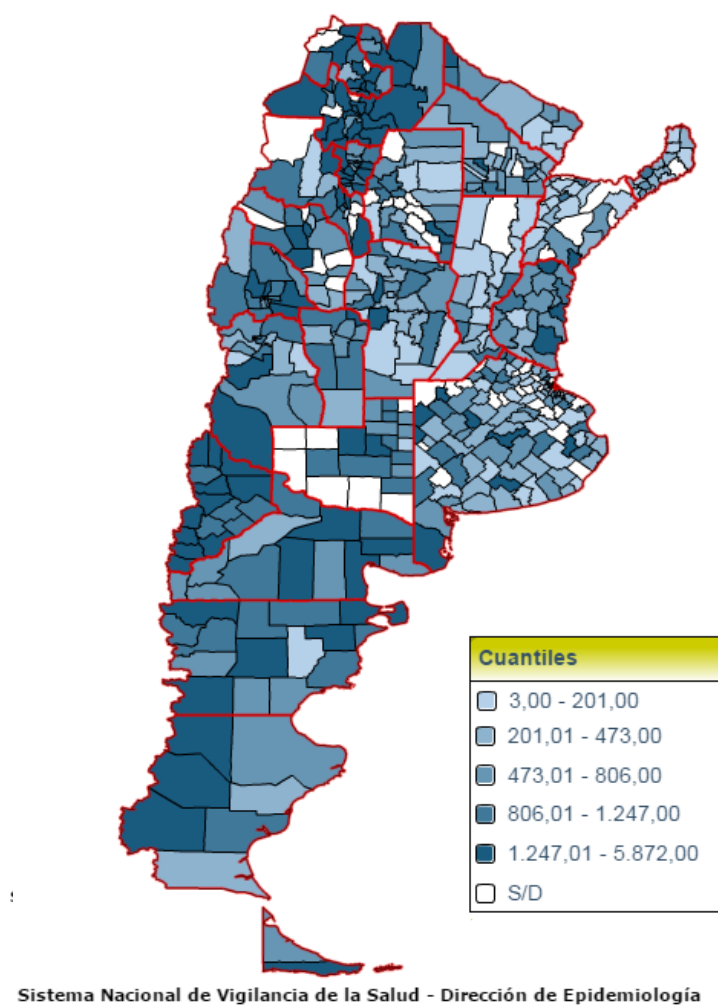 Cuantiles
3,00 - 201,00
201,01 - 473,00
473,01 - 806,00
806,01 - 1.247,00
1.247,01 - 5.872,00
S/D
Sistema Nacional de Vigilancia de la Salud - Dirección de Epidemiología